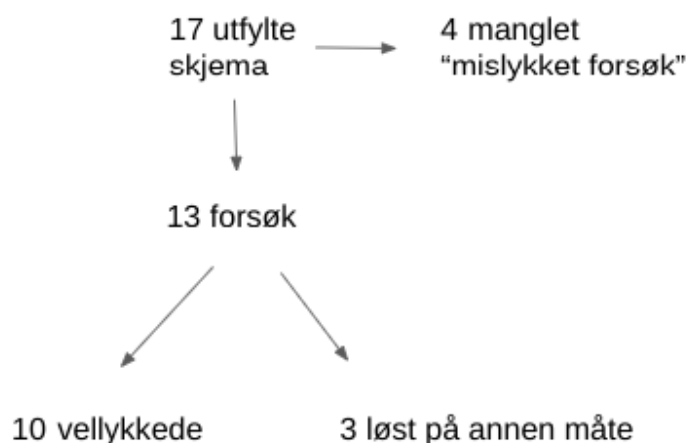 17 utfylte
skjema
4 manglet
“mislykket forsøk”
13 forsøk
10 vellykkede
3 løst på annen måte